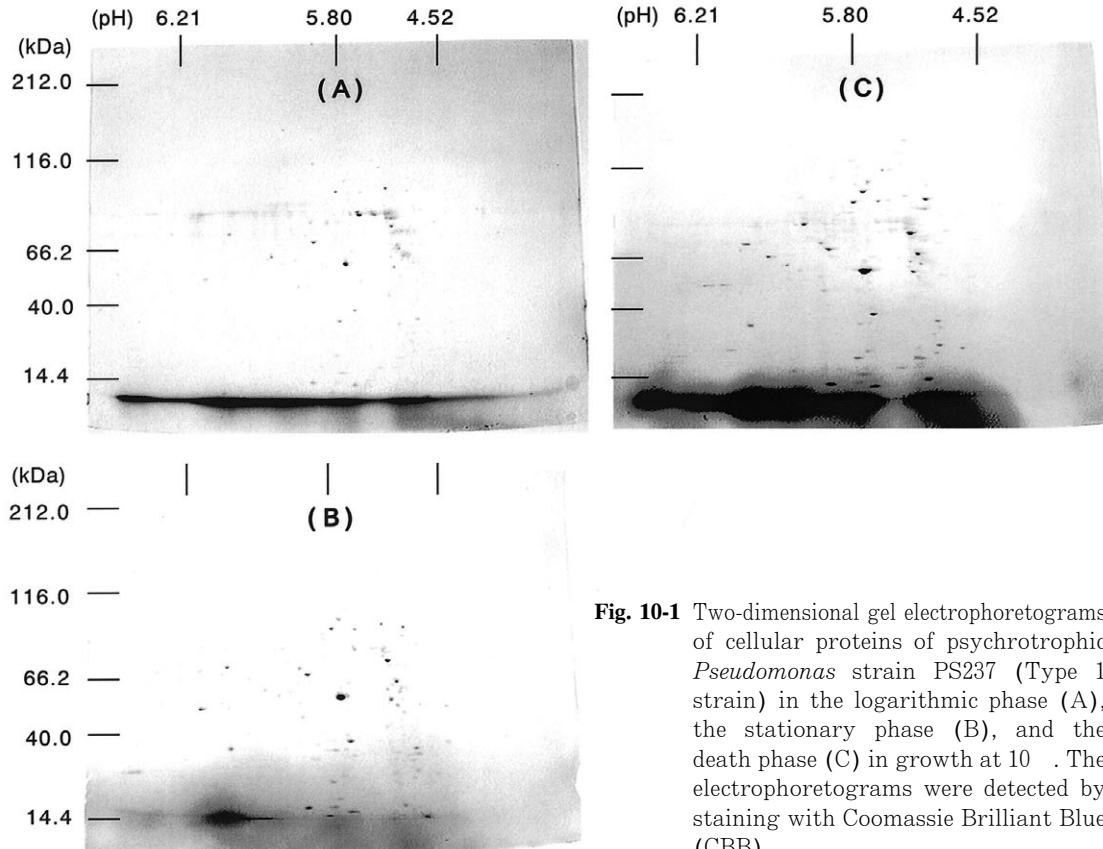 (pH) 6.21 5.80 4.52
(kDa)
212.0
116.0
66.2
40.0
14.4
(A)
(pH) 6.21 5.80 4.52
(C)
(kDa)
212.0
116.0
66.2
40.0
14.4
(B)
Fig. 10-1 Two-dimensional gel electrophoretograms
of cellular proteins of psychrotrophic
Pseudomonas strain PS237 (Type 1
strain) in the logarithmic phase (A),
the stationary phase (B), and the
death phase (C) in growth at 10 . The
electrophoretograms were detected by
staining with Coomassie Brilliant Blue
(CBB)